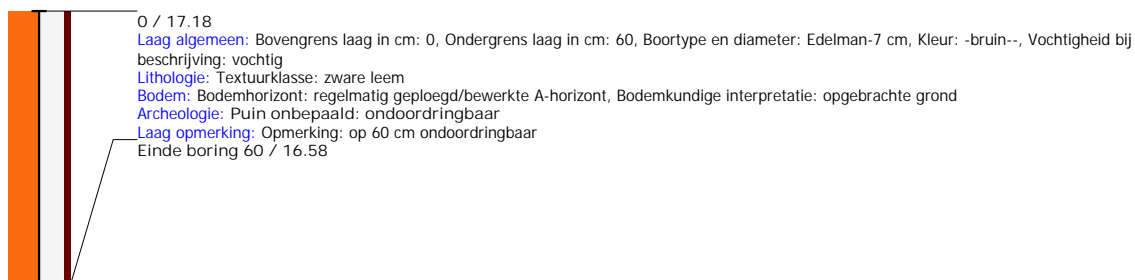 0 / 17.18
Laag algemeen: Bovengrens laag in cm: 0, Ondergrens laag in cm: 60, Boortype en diameter: Edelman-7 cm, Kleur: -bruin--, Vochtigheid bij
beschrijving: vochtig
Lithologie: Textuurklasse: zware leem
Bodem: Bodemhorizont: regelmatig geploegd/bewerkte A-horizont, Bodemkundige interpretatie: opgebrachte grond
Archeologie: Puin onbepaald: ondoordringbaar
Laag opmerking: Opmerking: op 60 cm ondoordringbaar
Einde boring 60 / 16.58